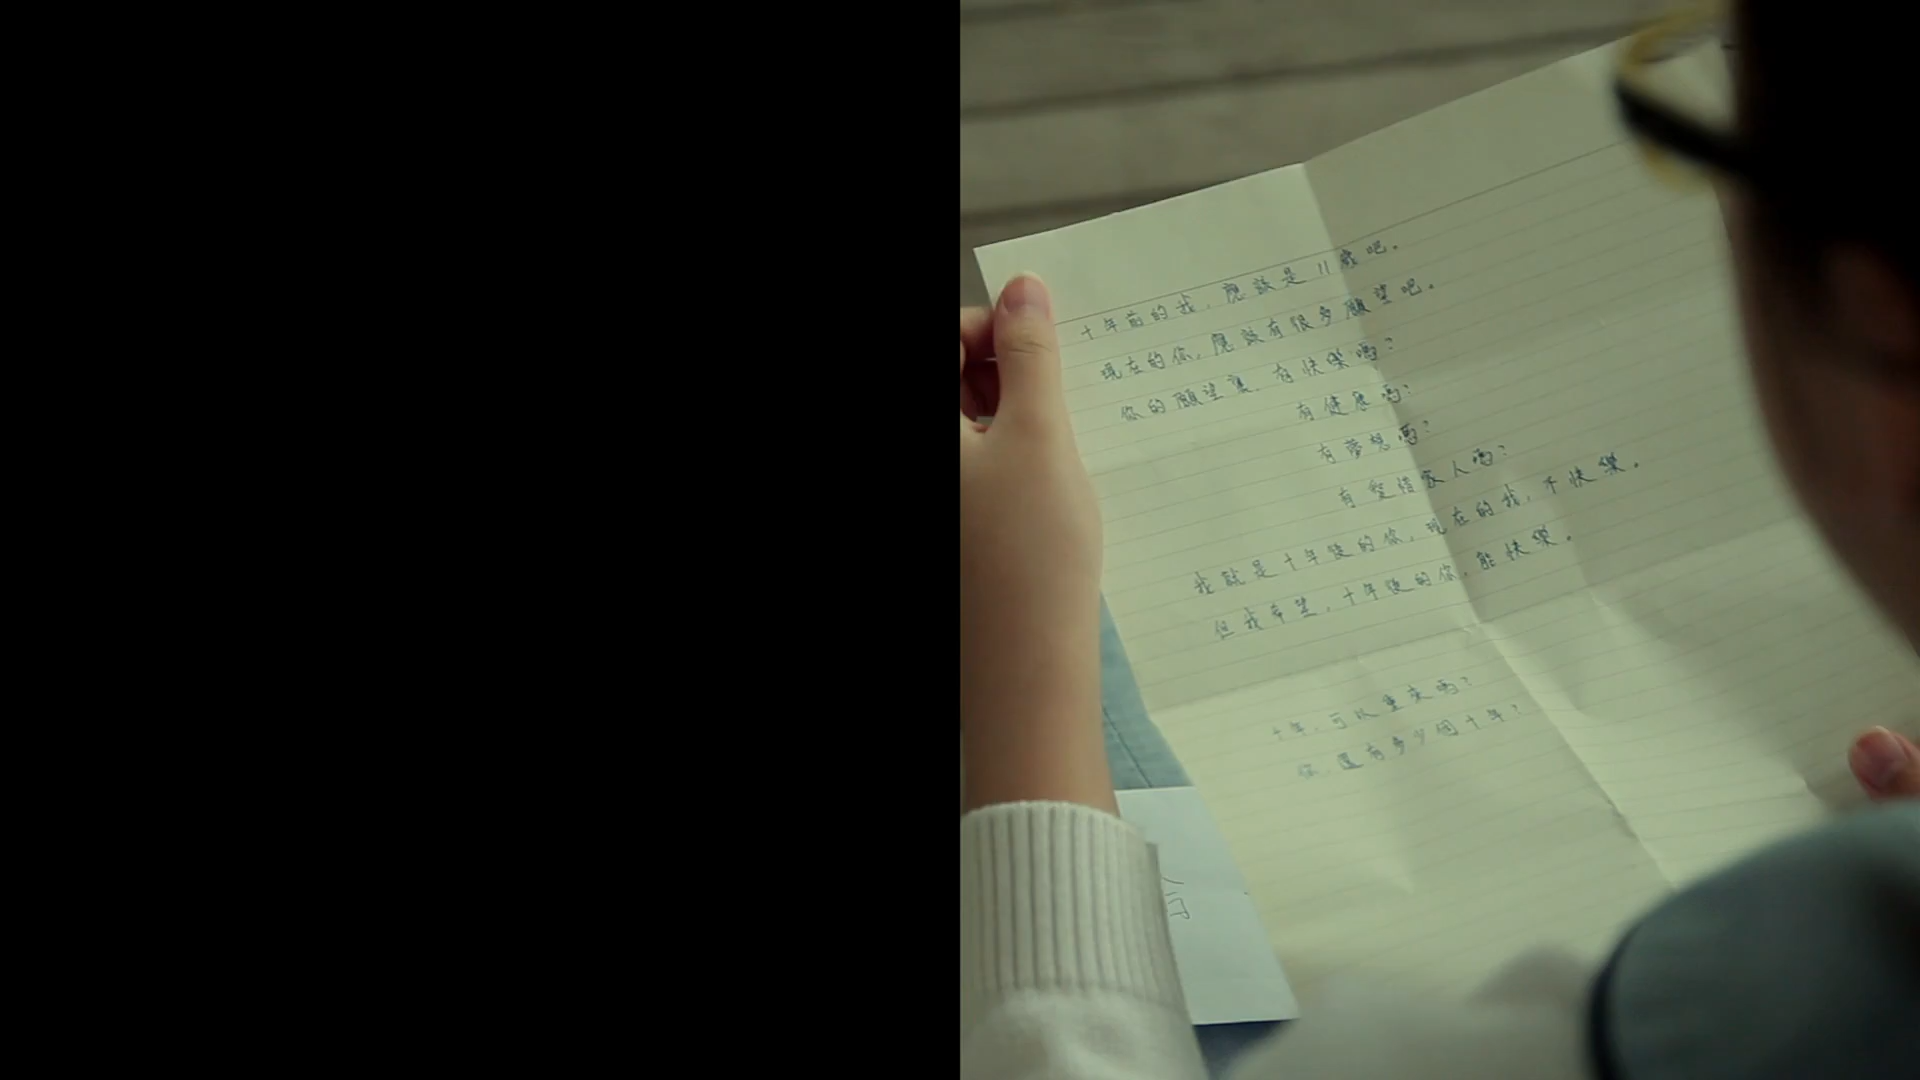 十年前的我，應該是11歲吧。
現在的你，應該有很多願望吧。
你的願望裏，有快樂嗎？
有健康嗎？
有夢想嗎？
有愛惜家人嗎？
我就是十年後的你，現在的我，不快樂。
但我希望，十年後的你，能快樂。
十年，可以重來嗎？
你，還有多少個十年？